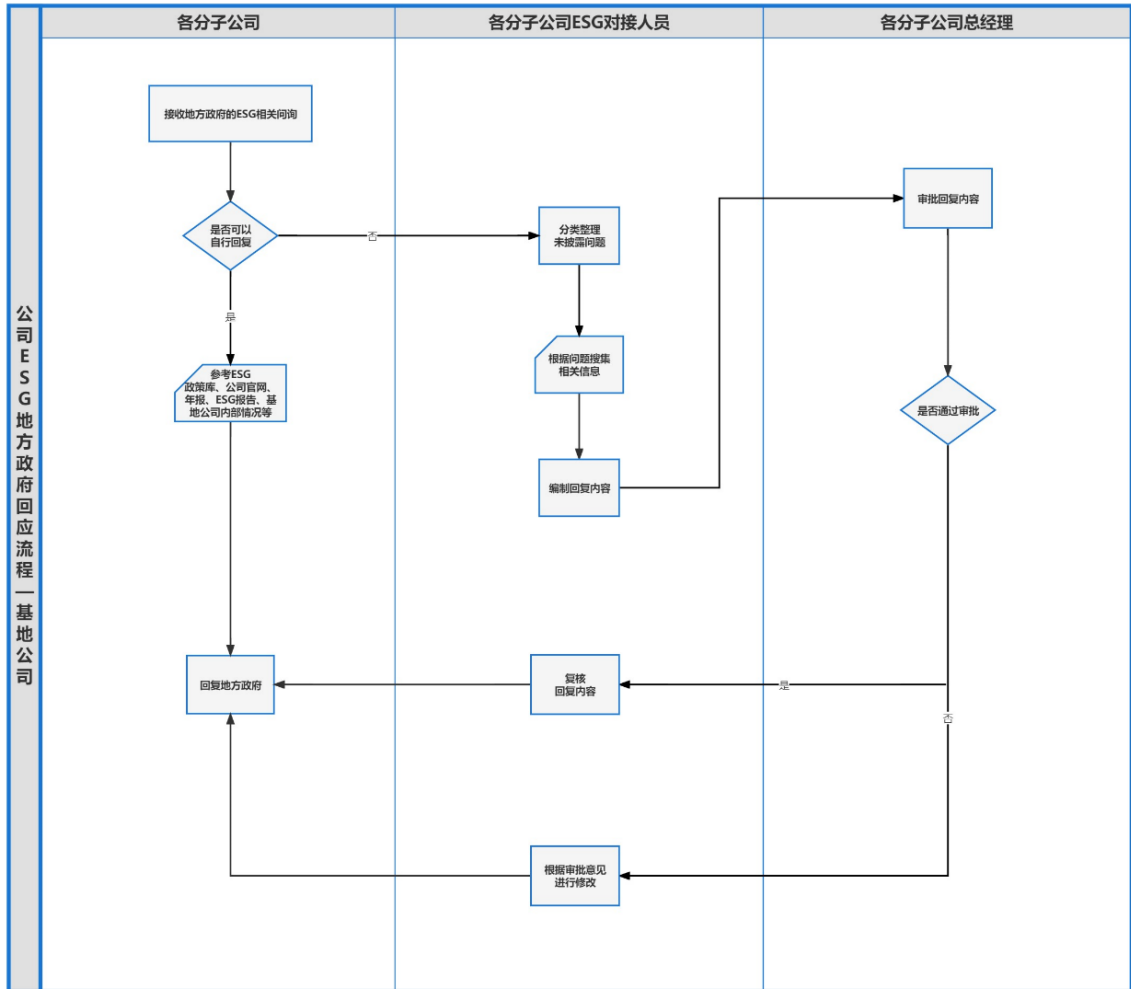 各分子公司
各分子公司ESG对接人员
各分子公司总经理
公司ESG地方政府回应流程—基地公司
接收地方政府的ESG相关问询
是否可以
自行回复
否
是
参考ESG
政策库、公司官网、
年报、ESG报告、基
地公司内部情况等
分类整理
未披露问题
根据问题搜集
相关信息
编制回复内容
审批回复内容
是否通过审批
是
否
复核
回复内容
回复地方政府
根据审批意见
进行修改